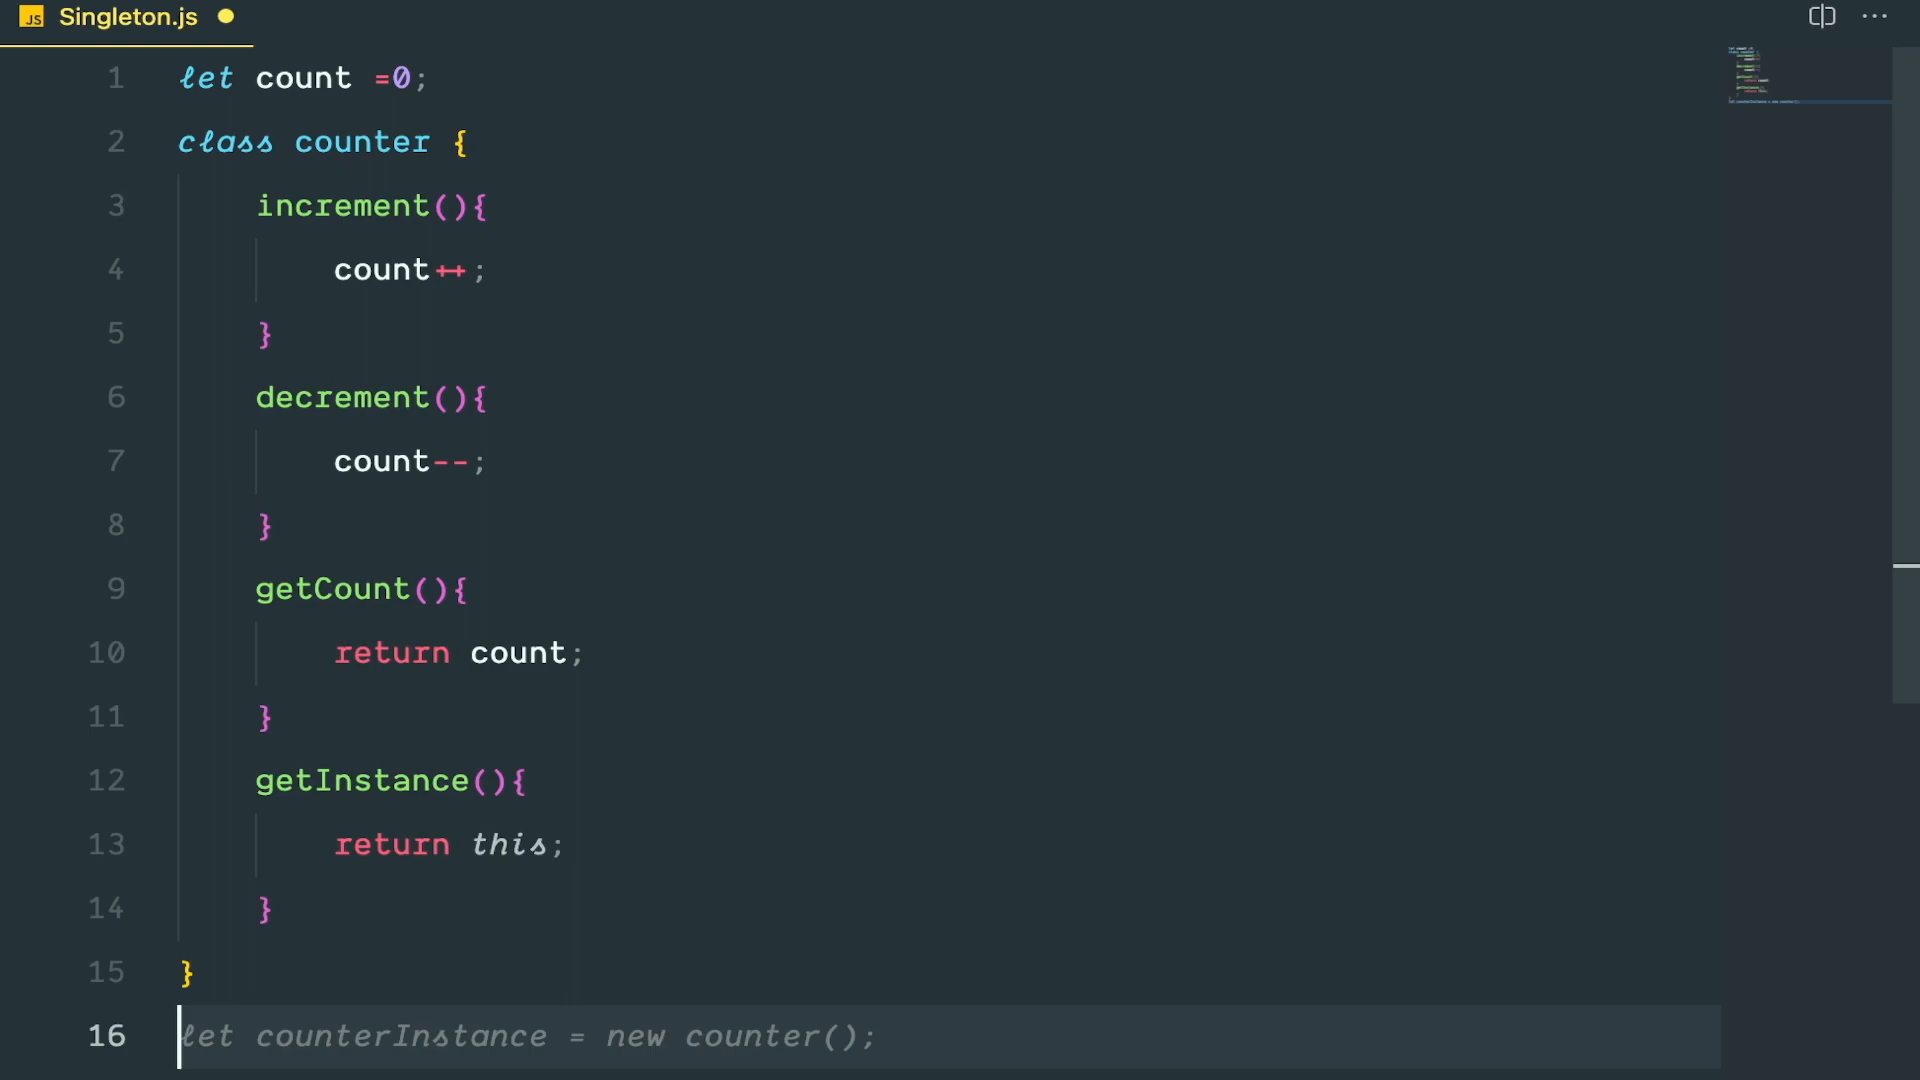 JS Singleton.js
1 let count =0;
2 class counter {
3 increment(){
4 count++;
5 }
6 decrement(){
7 count--;
8 }
9 getCount(){
10 return count;
11 }
12 getInstance(){
13 return this;
14 }
15 }
16 let counterInstance = new counter();